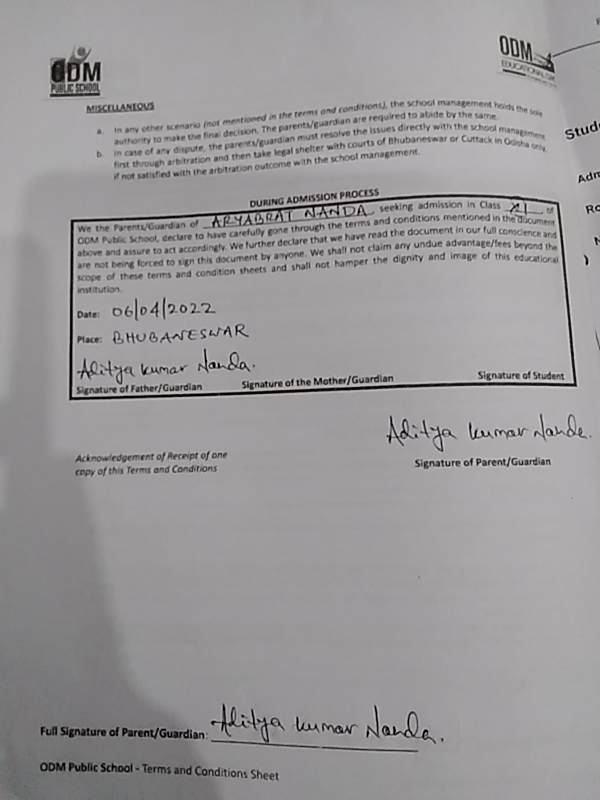 ODM
PUBLIC SCHOOL
ODM
EDUCATIONAL
MISCELLANEOUS
a. In any other scenario (not mentioned in the terms and conditions), the school management holds the sole
authority to make the final decision. The parents/guardian are required to abide by the same.
b. In case of any dispute, the parents/guardian must resolve the issues directly with the school management
first through arbitration and then take legal shelter with courts of Bhubaneswar or Cuttack in Odisha only,
if not satisfied with the arbitration outcome with the school management.
DURING ADMISSION PROCESS
We the Parents/Guardian of ARYABRAT NANDA seeking admission in Class XI of
ODM Public School, declare to have carefully gone through the terms and conditions mentioned in the document
above and assure to act accordingly. We further declare that we have read the document in our full conscience and
are not being forced to sign this document by anyone. We shall not claim any undue advantage/fees beyond the
scope of these terms and condition sheets and shall not hamper the dignity and image of this educational
institution.
Date: 06/04/2022
Place: BHUBANESWAR
Aditya Kumar Nanda.
Signature of Father/Guardian Signature of the Mother/Guardian Signature of Student
Aditya Kumar Nanda.
Acknowledgement of Receipt of one
copy of this Terms and Conditions
Signature of Parent/Guardian
Full Signature of Parent/Guardian: Aditya Kumar Nanda.
ODM Public School - Terms and Conditions Sheet